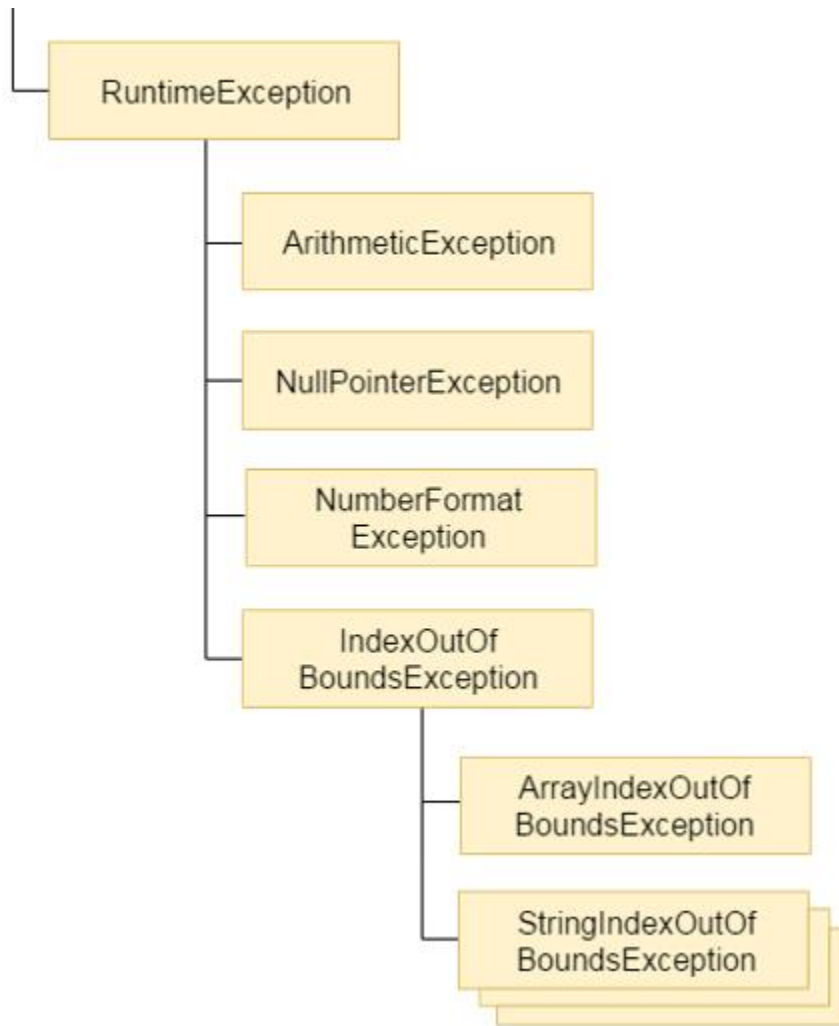 RuntimeException
ArithmeticException
NullPointerException
NumberFormat
Exception
IndexOutOf
BoundsException
ArrayIndexOutOf
BoundsException
StringIndexOutOf
BoundsException